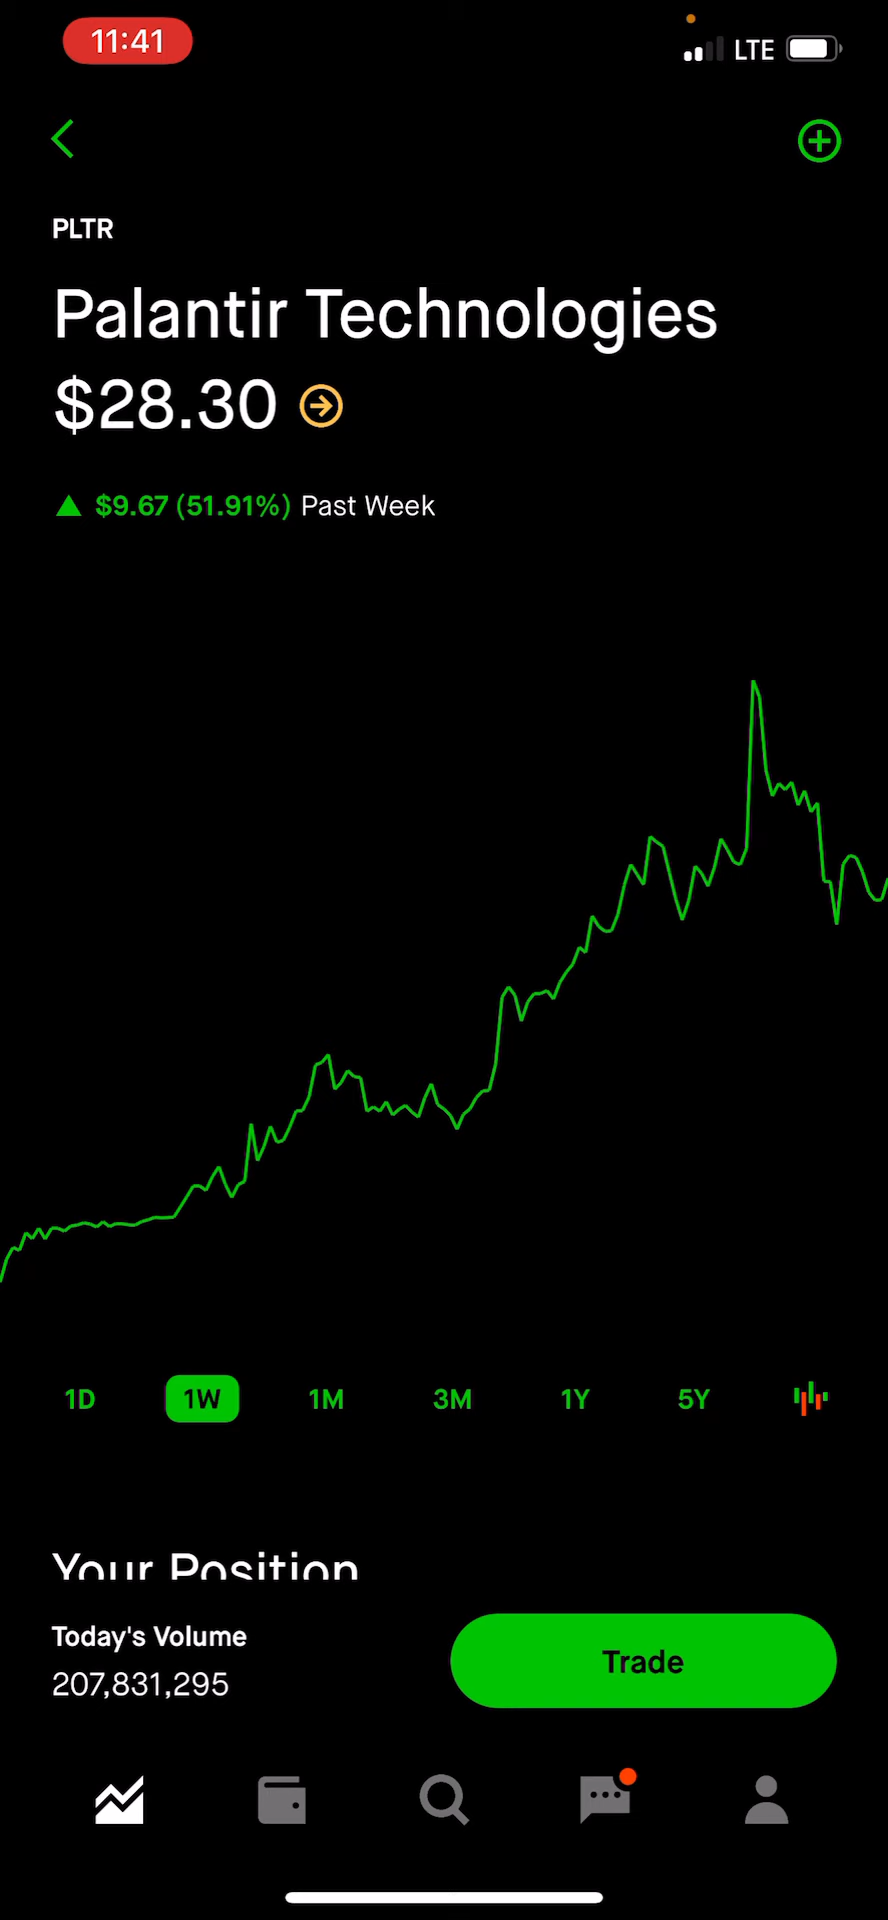 11:41
LTE
PLTR
Palantir Technologies
$28.30
$9.67 (51.91%) Past Week
1D 1W 1M 3M 1Y 5Y
Your Position
Today's Volume
207,831,295
Trade